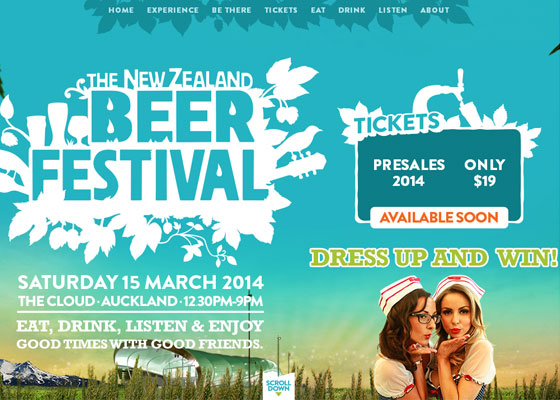 HOME EXPERIENCE BE THERE TICKETS EAT DRINK LISTEN ABOUT
THE NEW ZEALAND
BEER
FESTIVAL
SATURDAY 15 MARCH 2014
THE CLOUD · AUCKLAND · 12.30PM-9PM
EAT, DRINK, LISTEN & ENJOY
GOOD TIMES WITH GOOD FRIENDS.
TICKETS
PRESALES ONLY
2014 $19
AVAILABLE SOON
DRESS UP AND WIN!
SCROLL
DOWN